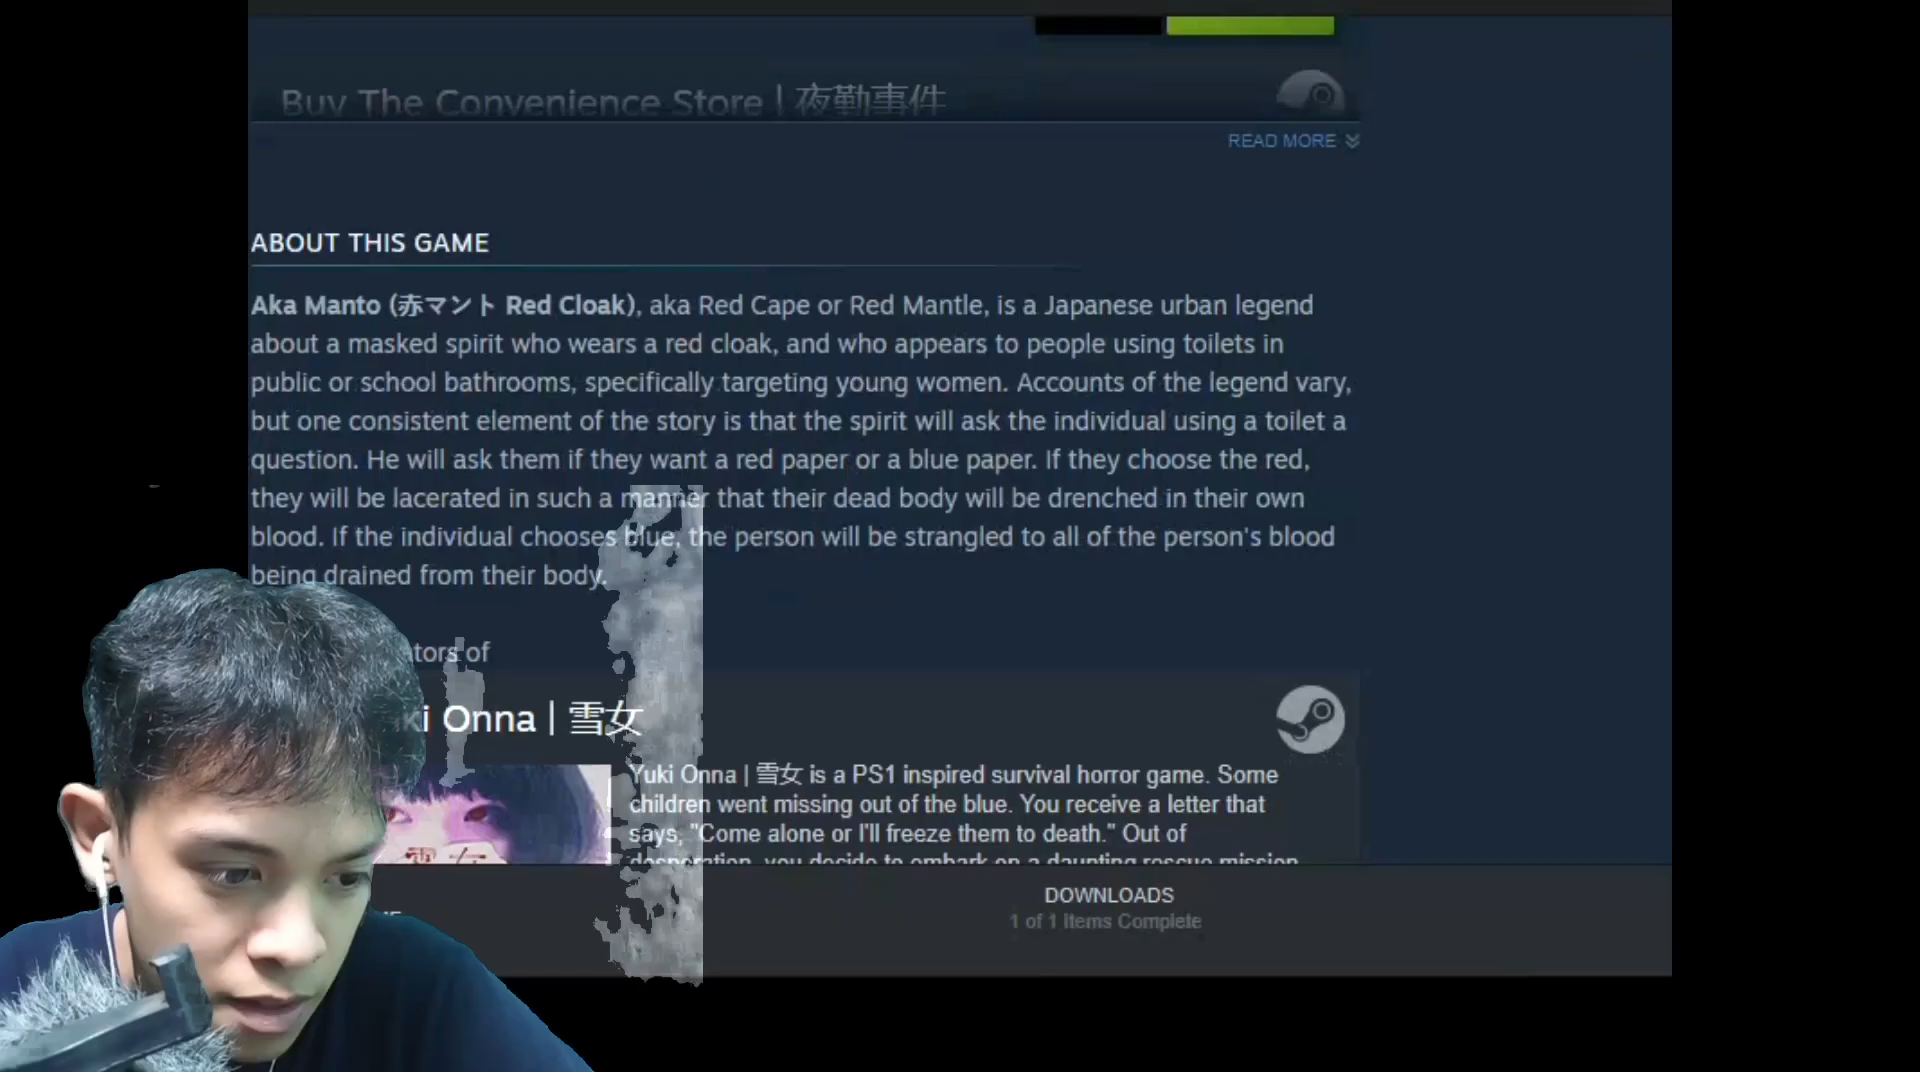 Buy The Convenience Store | 夜勤事件
READ MORE
ABOUT THIS GAME
Aka Manto (赤マント Red Cloak), aka Red Cape or Red Mantle, is a Japanese urban legend
about a masked spirit who wears a red cloak, and who appears to people using toilets in
public or school bathrooms, specifically targeting young women. Accounts of the legend vary,
but one consistent element of the story is that the spirit will ask the individual using a toilet a
question. He will ask them if they want a red paper or a blue paper. If they choose the red,
they will be lacerated in such a manner that their dead body will be drenched in their own
blood. If the individual chooses blue, the person will be strangled to all of the person's blood
being drained from their body.
of
Onna | 雪女
Yuki Onna | 雪女 is a PS1 inspired survival horror game. Some
children went missing out of the blue. You receive a letter that
says, "Come alone or I'll freeze them to death." Out of
desperation, you decide to embark on a daunting rescue mission
DOWNLOADS
1 of 1 Items Complete